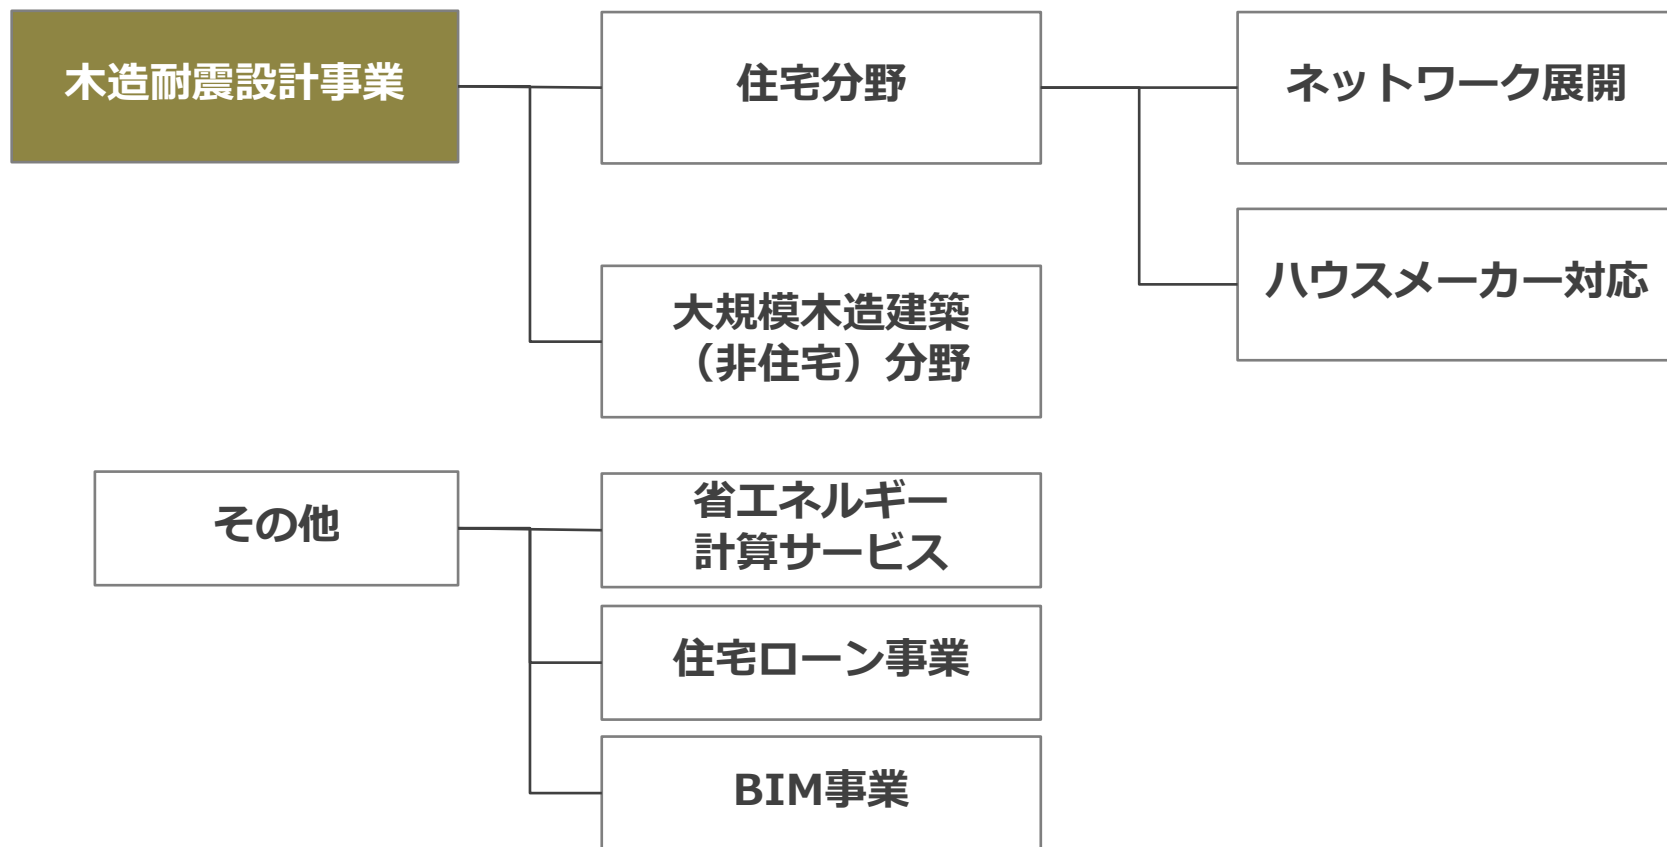 木造耐震設計事業
住宅分野
ネットワーク展開
ハウスメーカー対応
大規模木造建築
（非住宅）分野
その他
省エネルギー
計算サービス
住宅ローン事業
BIM事業